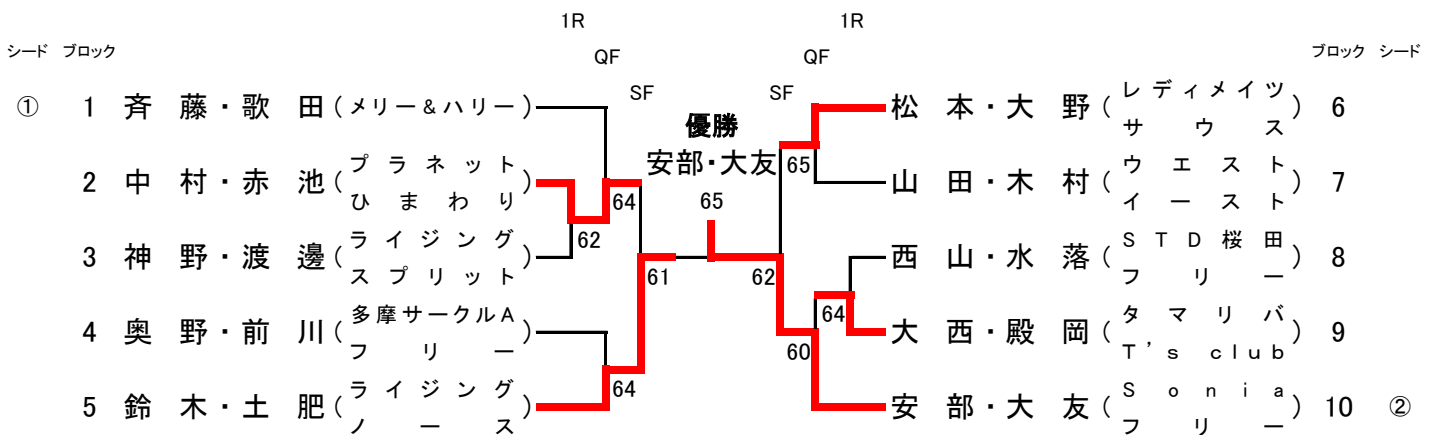 1R 1R
QF QF
シード ブロック ブロック シード
SF SF
① 1 斉藤・歌田(メリー&ハリー) 優勝 松本・大野(レディメイツ サウス) 6
安部・大友
2 中村・赤池(プラネット ひまわり) 64 65 65 山田・木村(ウエスト イースト) 7
62
3 神野・渡邊(ライジング スプリット) 61 62 西山・水落(STD桜田 フリー) 8
64
4 奥野・前川(多摩サークルA フリー) 60 大西・殿岡(タマリバ T's club) 9
64
5 鈴木・土肥(ライジング ノース) 安部・大友(Sonia フリー) 10 ②